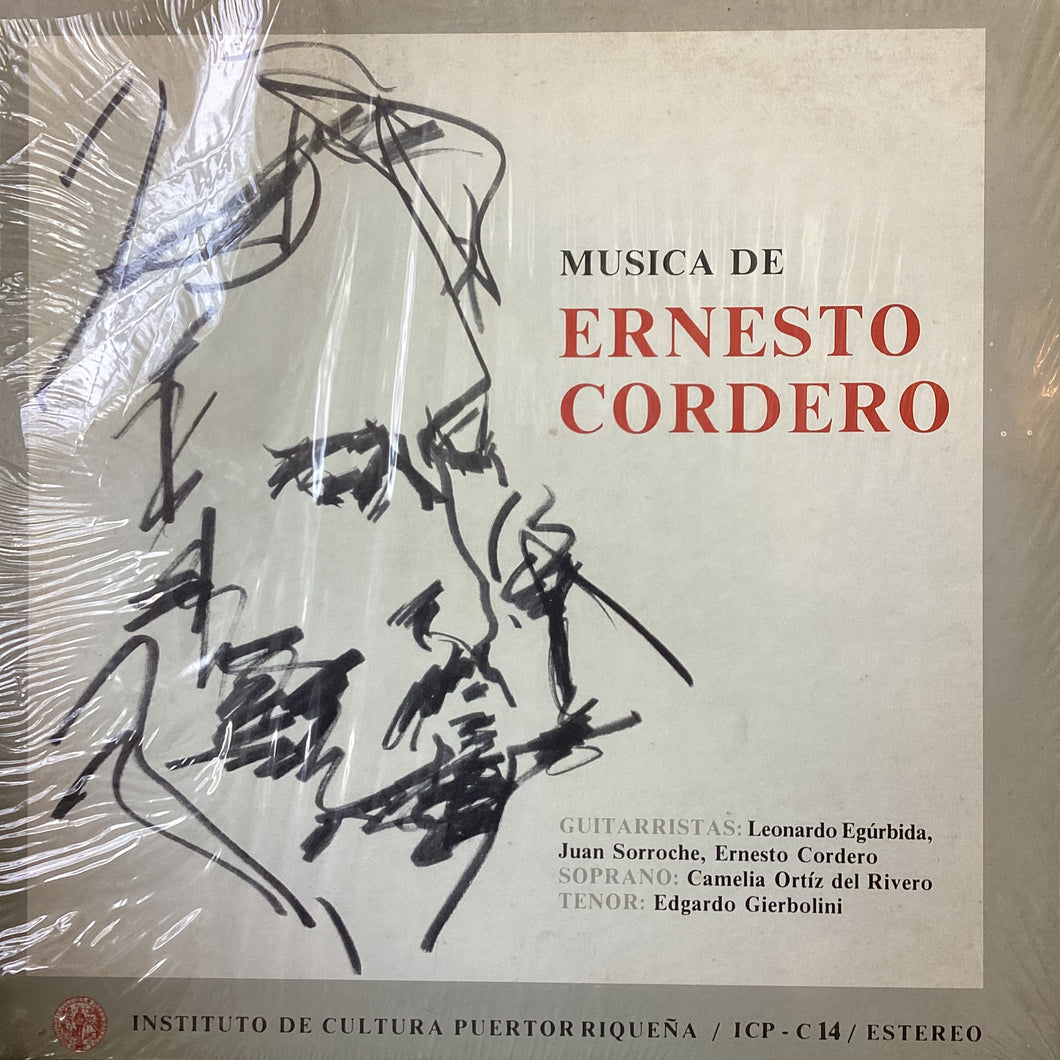 MUSICA DE
ERNESTO
CORDERO
GUITARRISTAS: Leonardo Egúrbida,
Juan Sorroche, Ernesto Cordero
SOPRANO: Camelia Ortíz del Rivero
TENOR: Edgardo Gierbolini
INSTITUTO DE CULTURA PUERTORRIQUEÑA / ICP - C 14 / ESTEREO